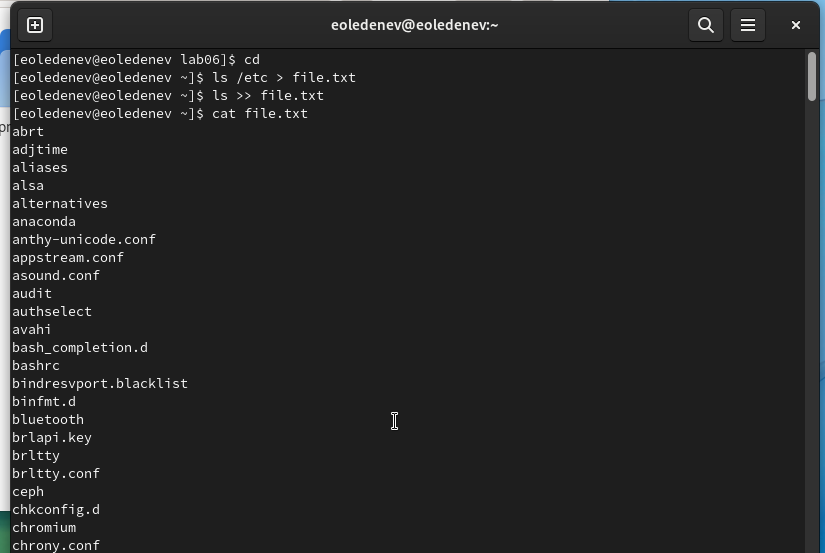 eoledenev@eoledenev:~
[eoledenev@eoledenev lab06]$ cd
[eoledenev@eoledenev ~]$ ls /etc > file.txt
[eoledenev@eoledenev ~]$ ls >> file.txt
[eoledenev@eoledenev ~]$ cat file.txt
abrt
adjtime
aliases
alsa
alternatives
anaconda
anthy-unicode.conf
appstream.conf
asound.conf
audit
authselect
avahi
bash_completion.d
bashrc
bindresvport.blacklist
binfmt.d
bluetooth
brlapi.key
brltty
brltty.conf
ceph
chkconfig.d
chromium
chrony.conf